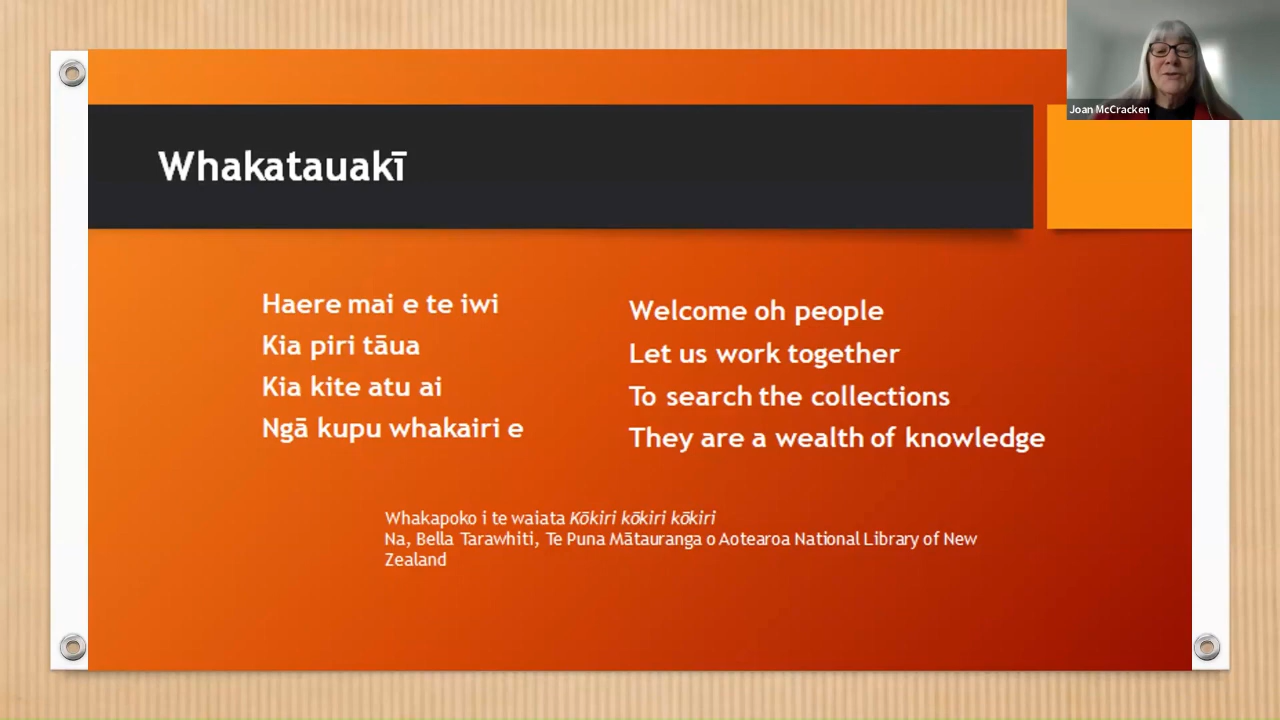 Joan McCracken
Whakatauakī
Haere mai e te iwi
Kia piri tāua
Kia kite atu ai
Ngā kupu whakairi e
Welcome oh people
Let us work together
To search the collections
They are a wealth of knowledge
Whakapoko i te waiata Kōkiri kōkiri kōkiri
Na, Bella Tarawhiti, Te Puna Mātauranga o Aotearoa National Library of New
Zealand